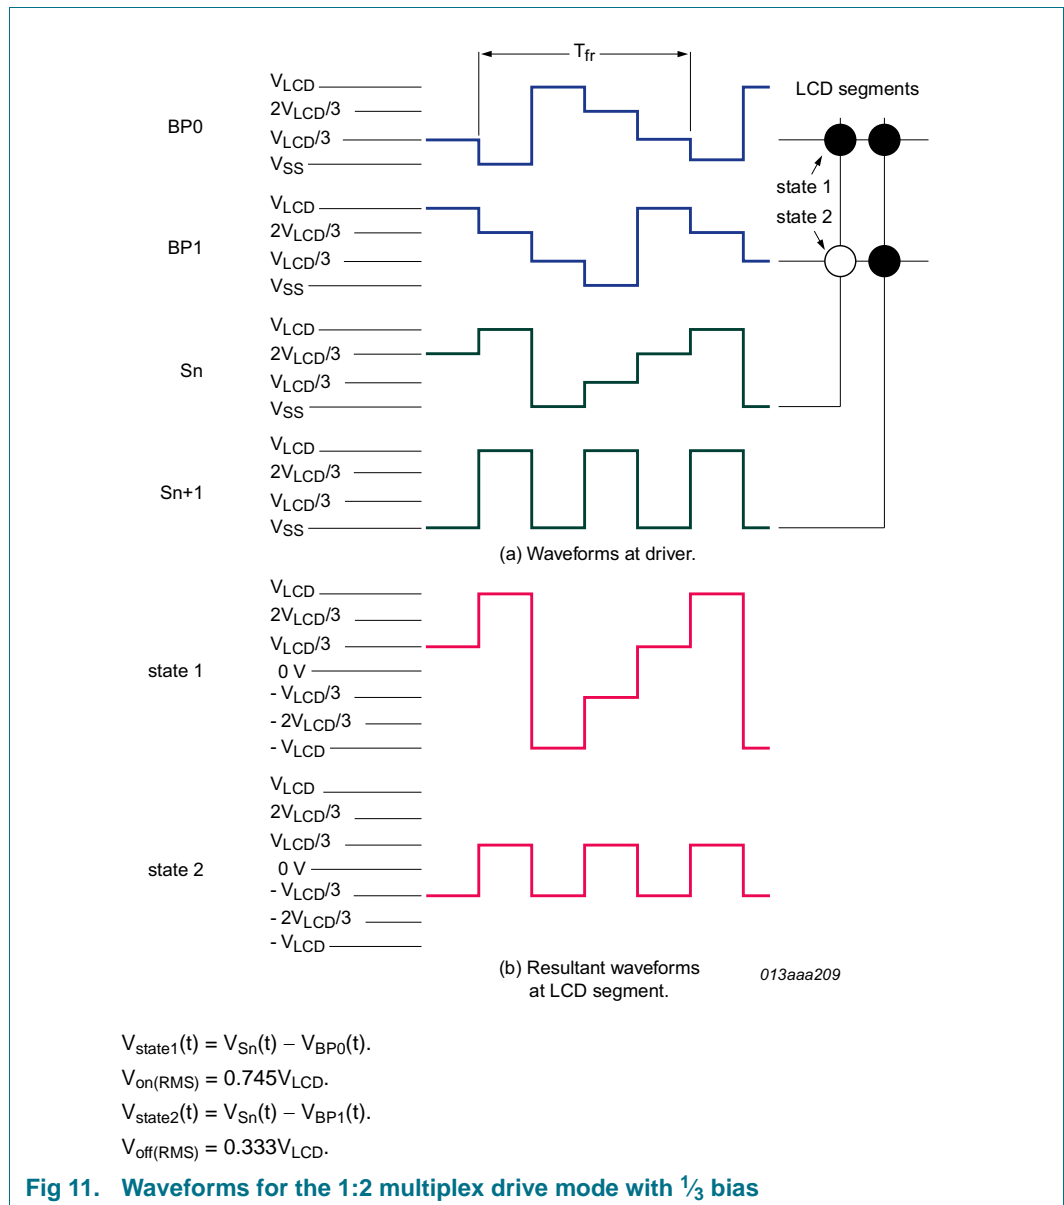 T_fr
V_LCD
2V_LCD/3
V_LCD/3
V_SS
BP0
LCD segments
state 1
state 2
V_LCD
2V_LCD/3
V_LCD/3
V_SS
BP1
V_LCD
2V_LCD/3
V_LCD/3
V_SS
Sn
V_LCD
2V_LCD/3
V_LCD/3
V_SS
Sn+1
(a) Waveforms at driver.
V_LCD
2V_LCD/3
V_LCD/3
0 V
- V_LCD/3
- 2V_LCD/3
- V_LCD
state 1
V_LCD
2V_LCD/3
V_LCD/3
0 V
- V_LCD/3
- 2V_LCD/3
- V_LCD
state 2
(b) Resultant waveforms
at LCD segment.
013aaa209
V_state1(t) = V_Sn(t) − V_BP0(t).
V_on(RMS) = 0.745V_LCD.
V_state2(t) = V_Sn(t) − V_BP1(t).
V_off(RMS) = 0.333V_LCD.
Fig 11. Waveforms for the 1:2 multiplex drive mode with 1/3 bias